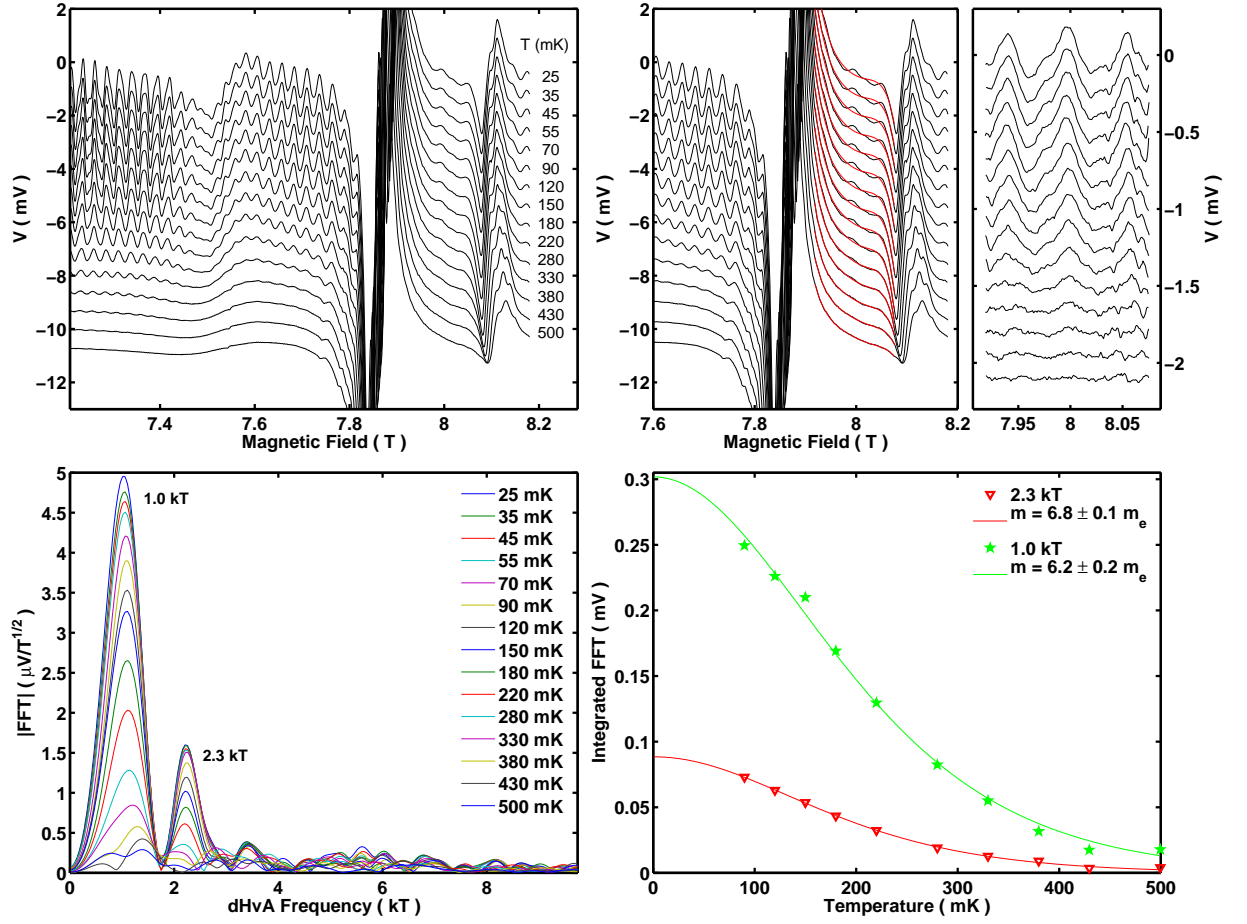 2
0
−2
−4
−6
−8
−10
−12
V ( mV )
7.4
7.6
7.8
8
8.2
Magnetic Field ( T )
T (mK)
25
35
45
55
70
90
120
150
180
220
280
330
380
430
500
2
0
−2
−4
−6
−8
−10
−12
V ( mV )
7.6
7.7
7.8
7.9
8
8.1
8.2
Magnetic Field ( T )
0
−0.5
−1
−1.5
−2
V ( mV )
7.95
8
8.05
5
4.5
4
3.5
3
2.5
2
1.5
1
0.5
0
|FFT| ( μV/T^1/2 )
0
2
4
6
8
dHvA Frequency ( kT )
1.0 kT
2.3 kT
25 mK
35 mK
45 mK
55 mK
70 mK
90 mK
120 mK
150 mK
180 mK
220 mK
280 mK
330 mK
380 mK
430 mK
500 mK
0.3
0.25
0.2
0.15
0.1
0.05
0
Integrated FFT ( mV )
0
100
200
300
400
500
Temperature ( mK )
2.3 kT
m = 6.8 ± 0.1 m_e
1.0 kT
m = 6.2 ± 0.2 m_e